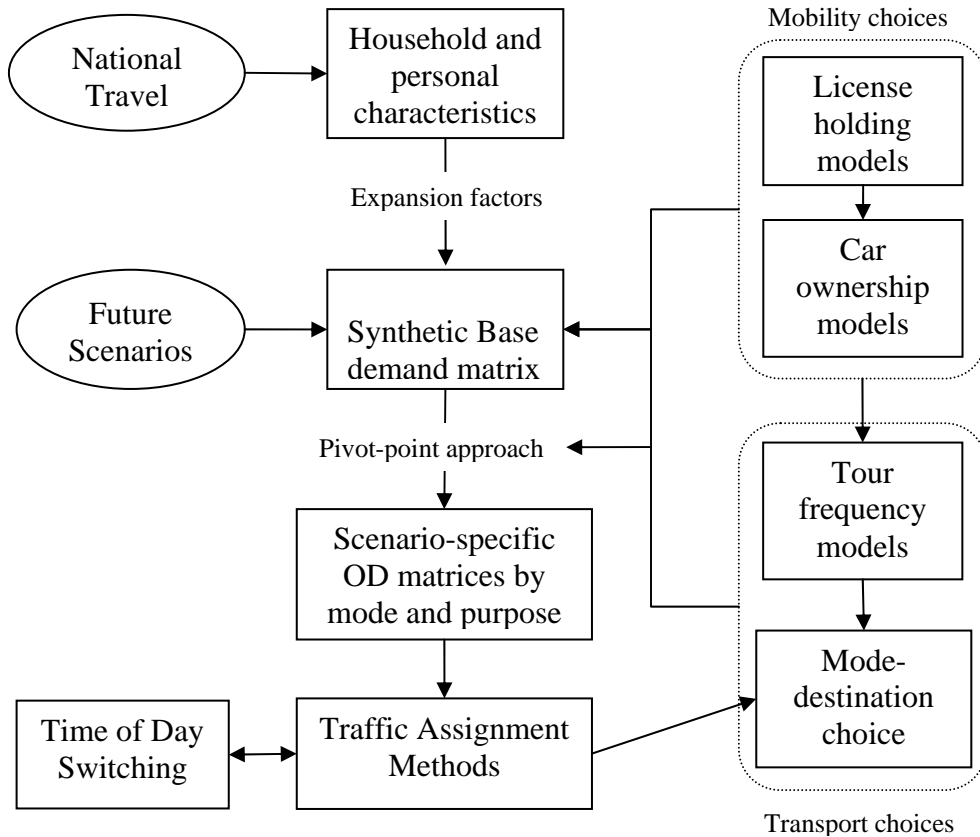 Mobility choices
National
Travel
Household and
personal
characteristics
License
holding
models
Expansion factors
Car
ownership
models
Future
Scenarios
Synthetic Base
demand matrix
Pivot-point approach
Tour
frequency
models
Scenario-specific
OD matrices by
mode and purpose
Mode-
destination
choice
Time of Day
Switching
Traffic Assignment
Methods
Transport choices